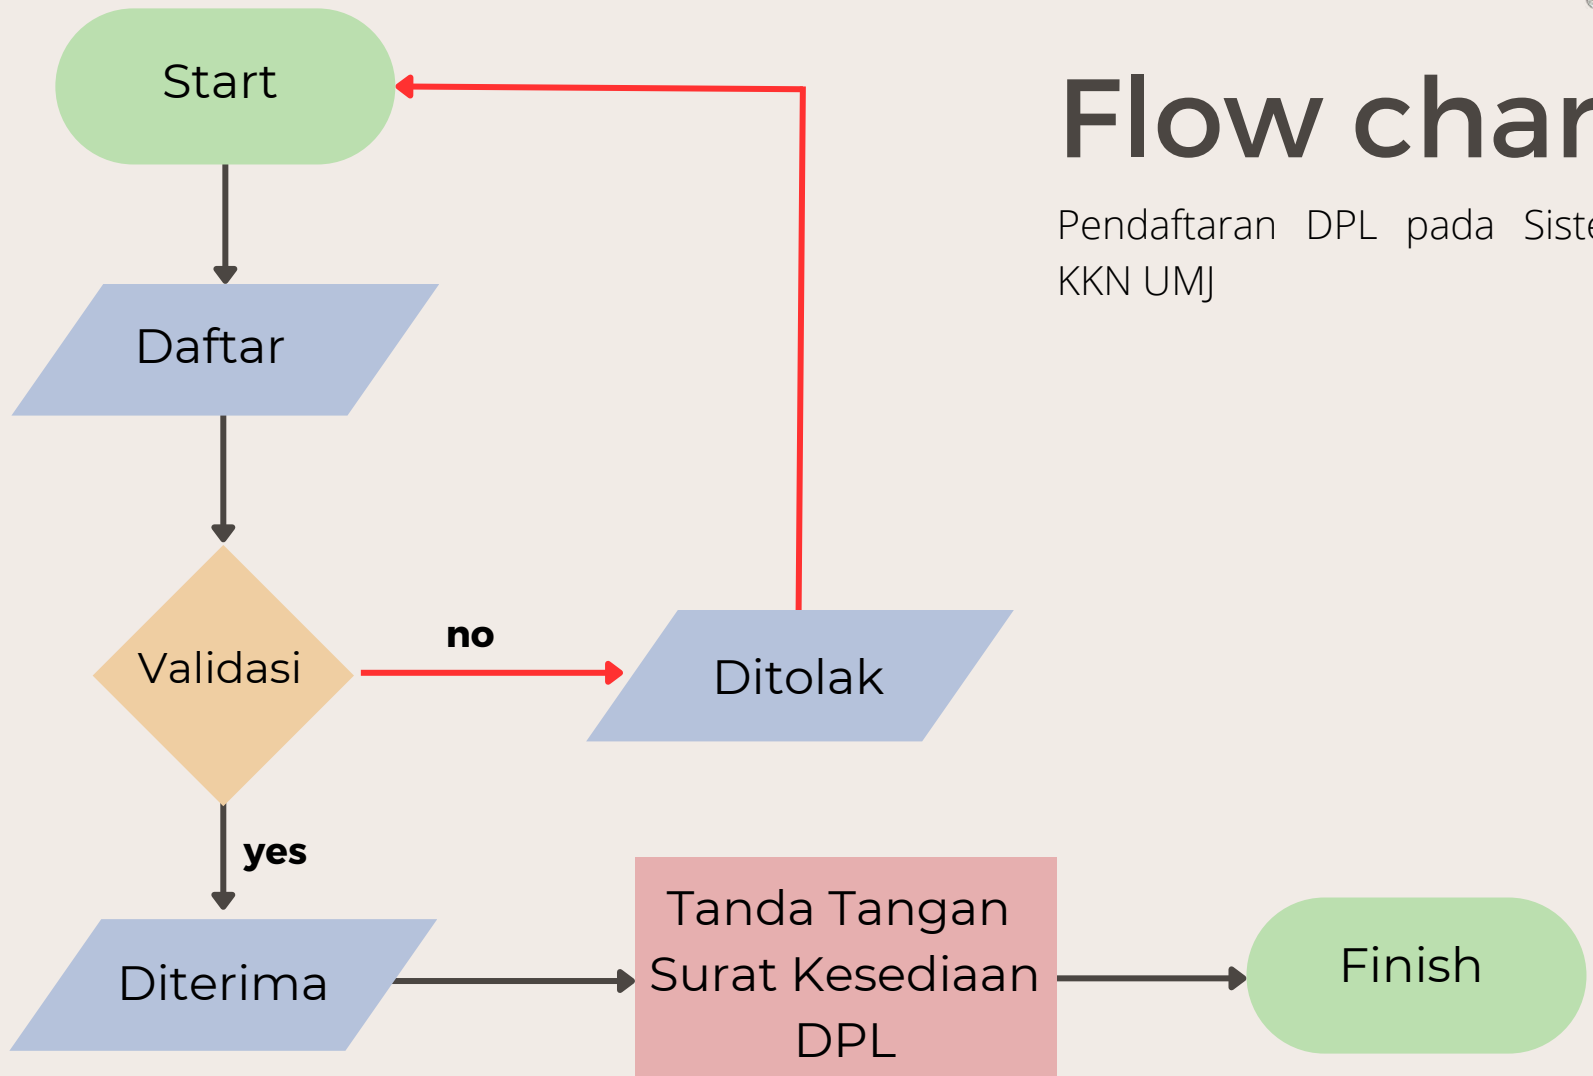 Start
Flow char
Pendaftaran DPL pada Siste
KKN UMJ
Daftar
no
Validasi
Ditolak
yes
Diterima
Tanda Tangan
Surat Kesediaan
DPL
Finish